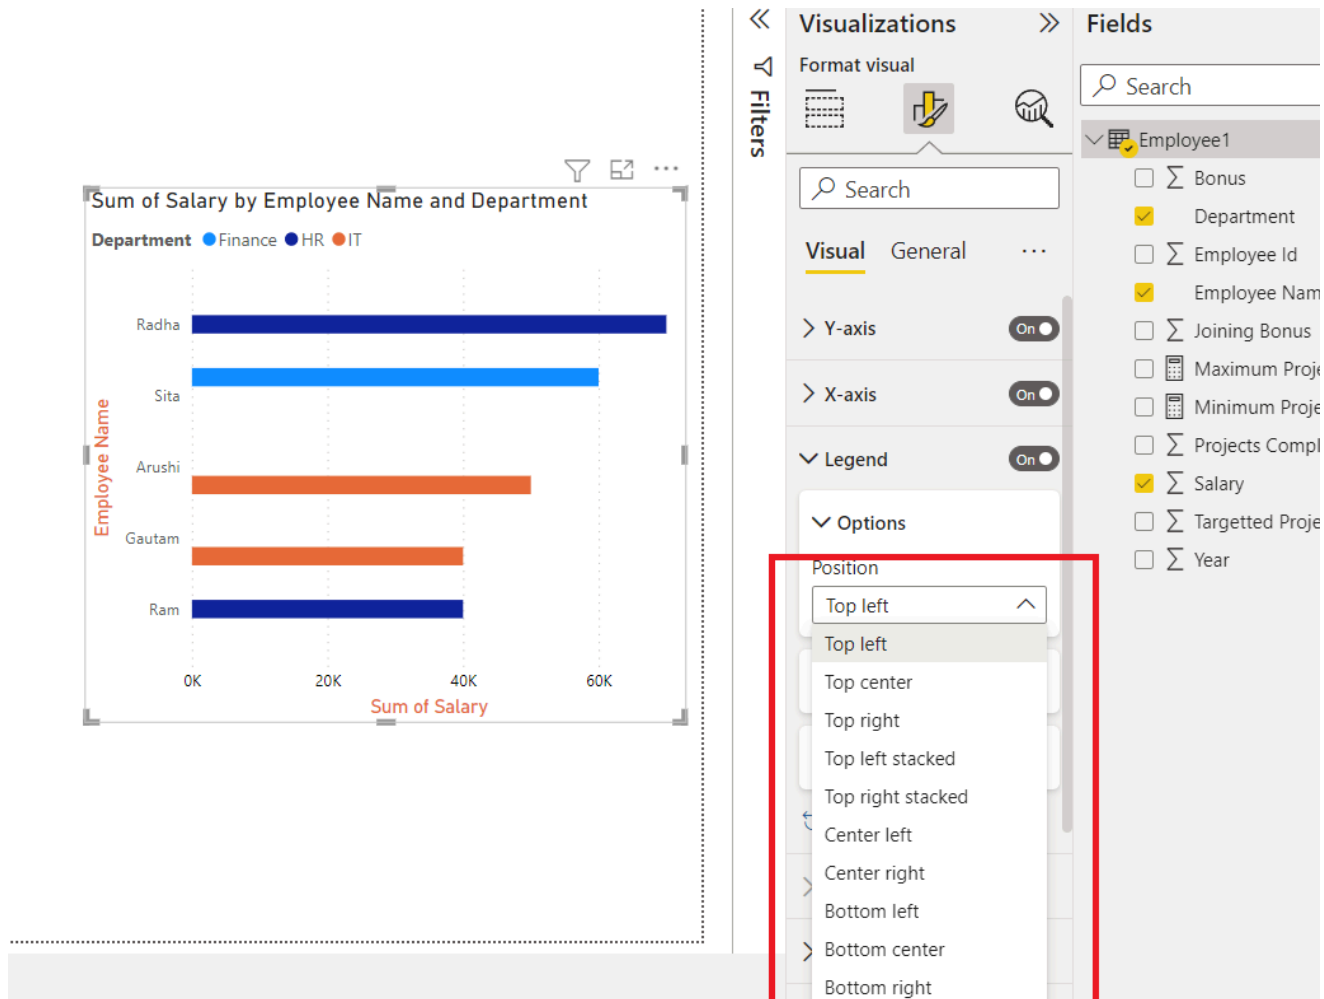 Sum of Salary by Employee Name and Department
Department Finance HR IT
Employee Name
Radha
Sita
Arushi
Gautam
Ram
0K 20K 40K 60K
Sum of Salary
Filters
Visualizations
Format visual
Search
Visual General
Y-axis On
X-axis On
Legend On
Options
Position
Top left
Top left
Top center
Top right
Top left stacked
Top right stacked
Center left
Center right
Bottom left
Bottom center
Bottom right
Fields
Search
Employee1
Σ Bonus
Department
Σ Employee Id
Employee Nam
Σ Joining Bonus
Maximum Proje
Minimum Proje
Σ Projects Compl
Σ Salary
Σ Targetted Proje
Σ Year